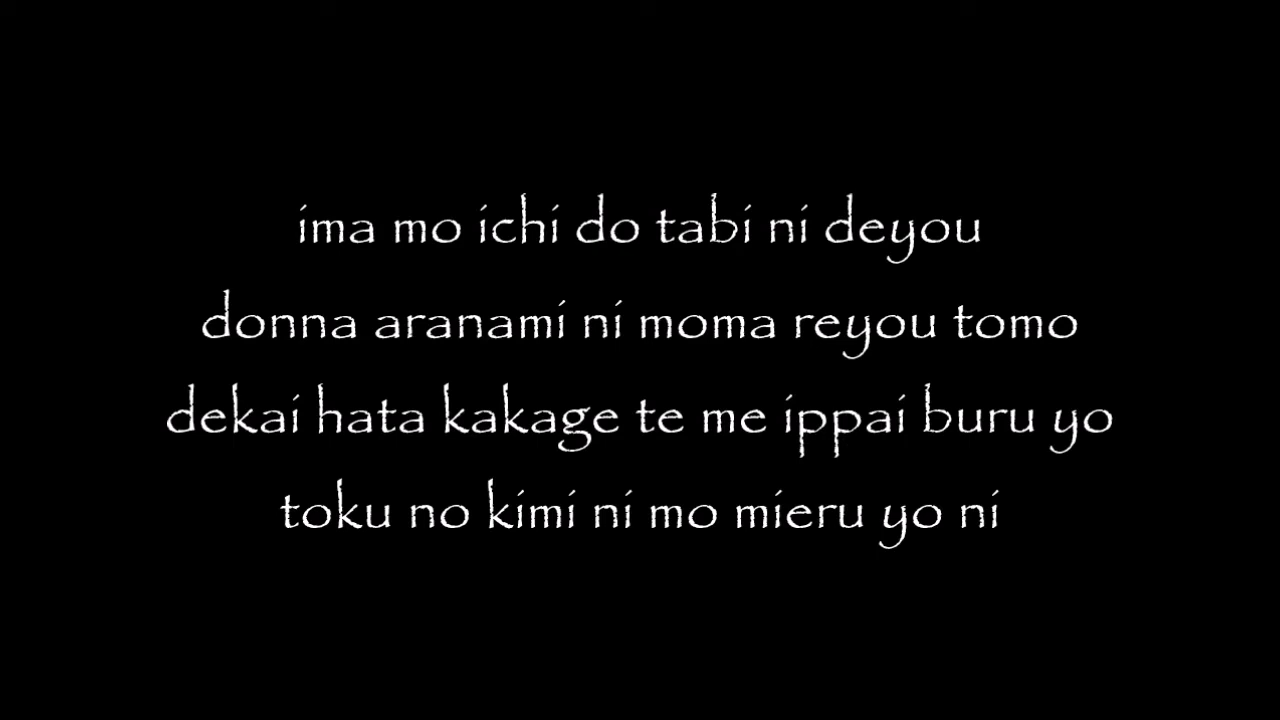 ima mo ichi do tabi ni deyou
donna aranami ni moma reyou tomo
dekai hata kakage te me ippai buru yo
toku no kimi ni mo mieru yo ni